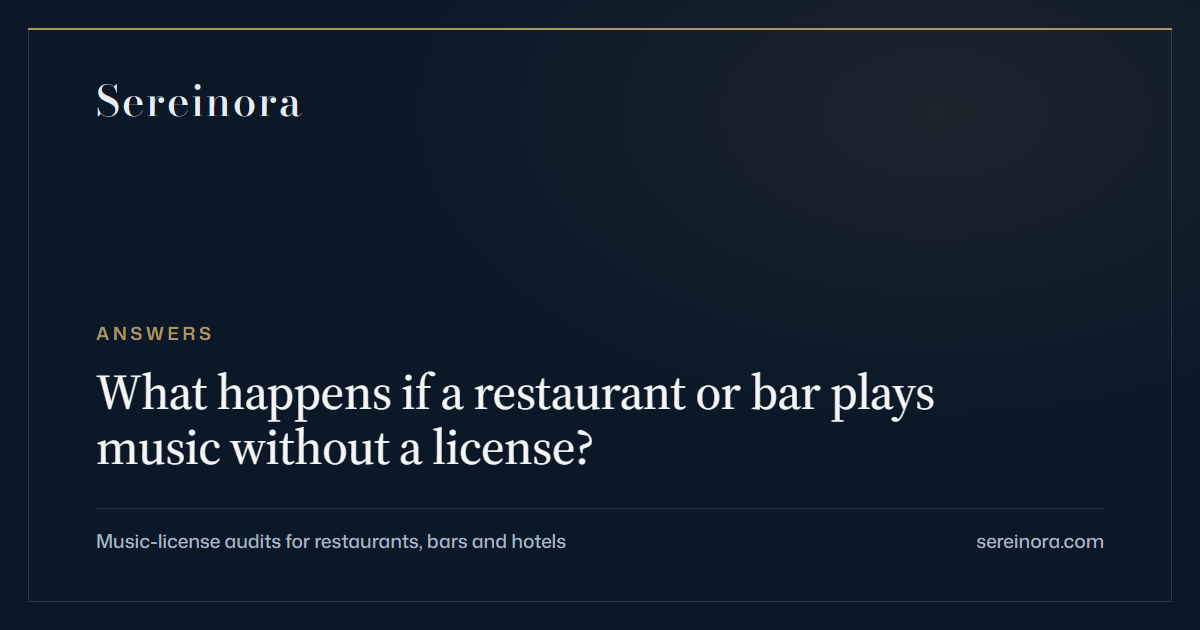 Sereinora
ANSWERS
What happens if a restaurant or bar plays
music without a license?
Music-license audits for restaurants, bars and hotels
sereinora.com